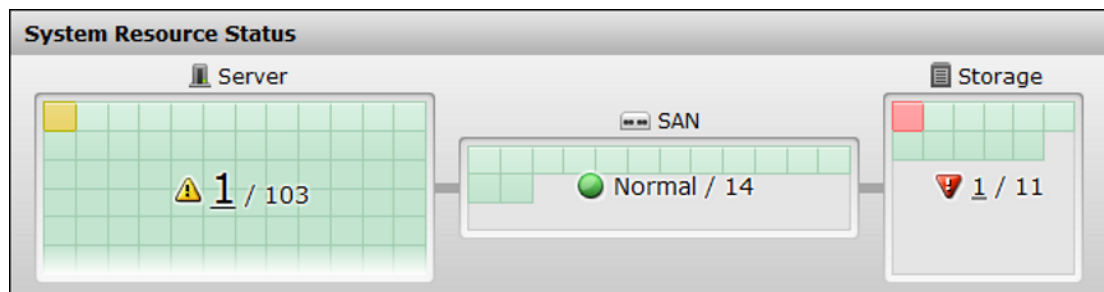 System Resource Status
Server
1 / 103
SAN
Normal / 14
Storage
1 / 11